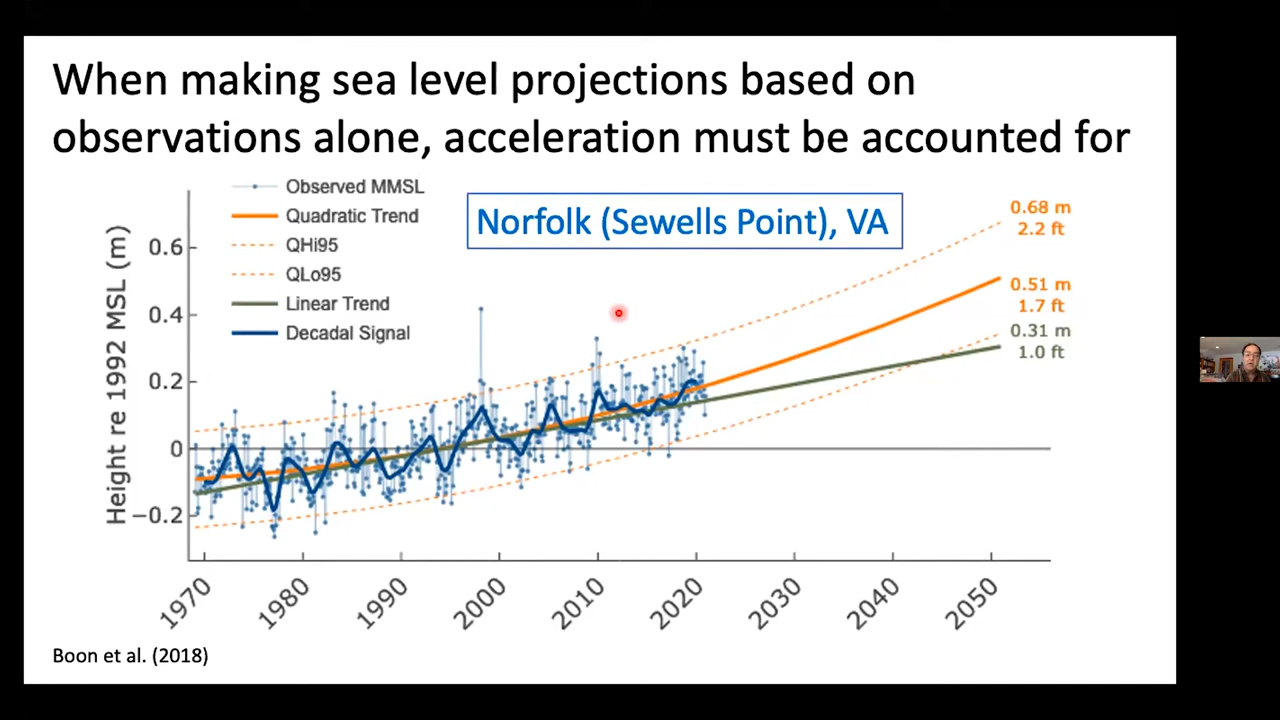 When making sea level projections based on
observations alone, acceleration must be accounted for
Observed MMSL
Quadratic Trend
QHi95
QLo95
Linear Trend
Decadal Signal
Norfolk (Sewells Point), VA
0.68 m
2.2 ft
0.51 m
1.7 ft
0.31 m
1.0 ft
Height re 1992 MSL (m)
0.6
0.4
0.2
0
−0.2
1970
1980
1990
2000
2010
2020
2030
2040
2050
Boon et al. (2018)